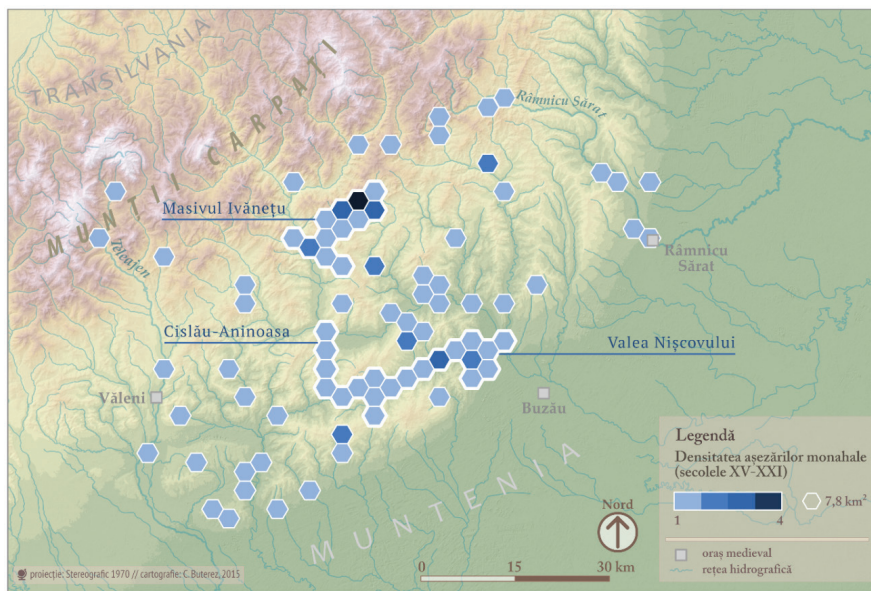 TRANSILVANIA
MUNȚII CARPAȚI
Râmnicu Sărat
Masivul Ivănețu
Teleajen
Râmnicu
Sărat
Cislău-Aninoasa
Valea Nișcovului
Văleni
Buzău
MUNTENIA
Nord
0 15 30 km
Legendă
Densitatea așezărilor monahale
(secolele XV-XXI)
7,8 km²
1 4
oraș medieval
rețea hidrografică
proiecție: Stereografic 1970 // cartografie: C.Buterez, 2015